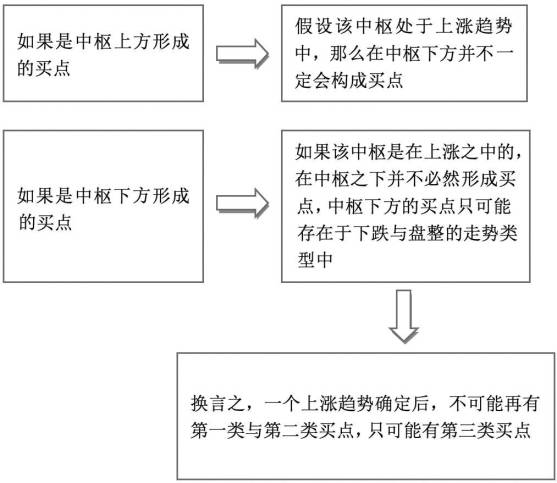 如果是中枢上方形成
的买点
假设该中枢处于上涨趋势
中，那么在中枢下方并不一
定会构成买点
如果是中枢下方形成
的买点
如果该中枢是在上涨之中的，
在中枢之下并不必然形成买
点，中枢下方的买点只可能
存在于下跌与盘整的走势类
型中
换言之，一个上涨趋势确定后，不可能再有
第一类与第二类买点，只可能有第三类买点